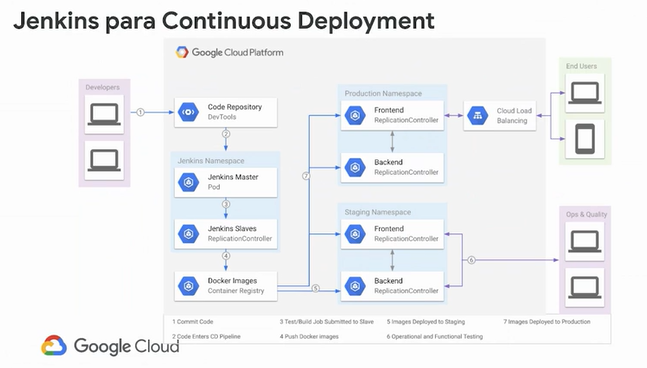 Jenkins para Continuous Deployment
Google Cloud Platform
Developers
1
Code Repository
DevTools
2
Jenkins Namespace
Jenkins Master
Pod
3
Jenkins Slaves
ReplicationController
4
Docker Images
Container Registry
5
7
Production Namespace
Frontend
ReplicationController
Backend
ReplicationController
Cloud Load
Balancing
End Users
Staging Namespace
Frontend
ReplicationController
Backend
ReplicationController
6
Ops & Quality
1 Commit Code
3 Test/Build Job Submitted to Slave
5 Images Deployed to Staging
7 Images Deployed to Production
2 Code Enters CD Pipeline
4 Push Docker images
6 Operational and Functional Testing
Google Cloud